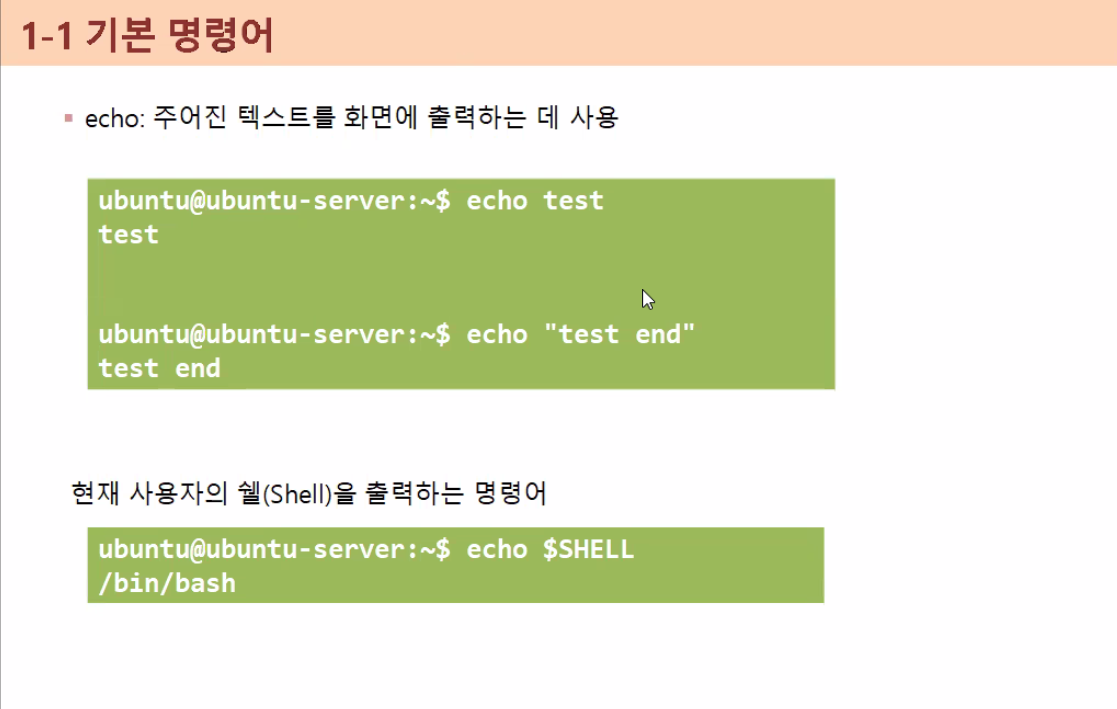 1-1 기본 명령어
▪ echo: 주어진 텍스트를 화면에 출력하는 데 사용
ubuntu@ubuntu-server:~$ echo test
test
ubuntu@ubuntu-server:~$ echo "test end"
test end
현재 사용자의 쉘(Shell)을 출력하는 명령어
ubuntu@ubuntu-server:~$ echo $SHELL
/bin/bash